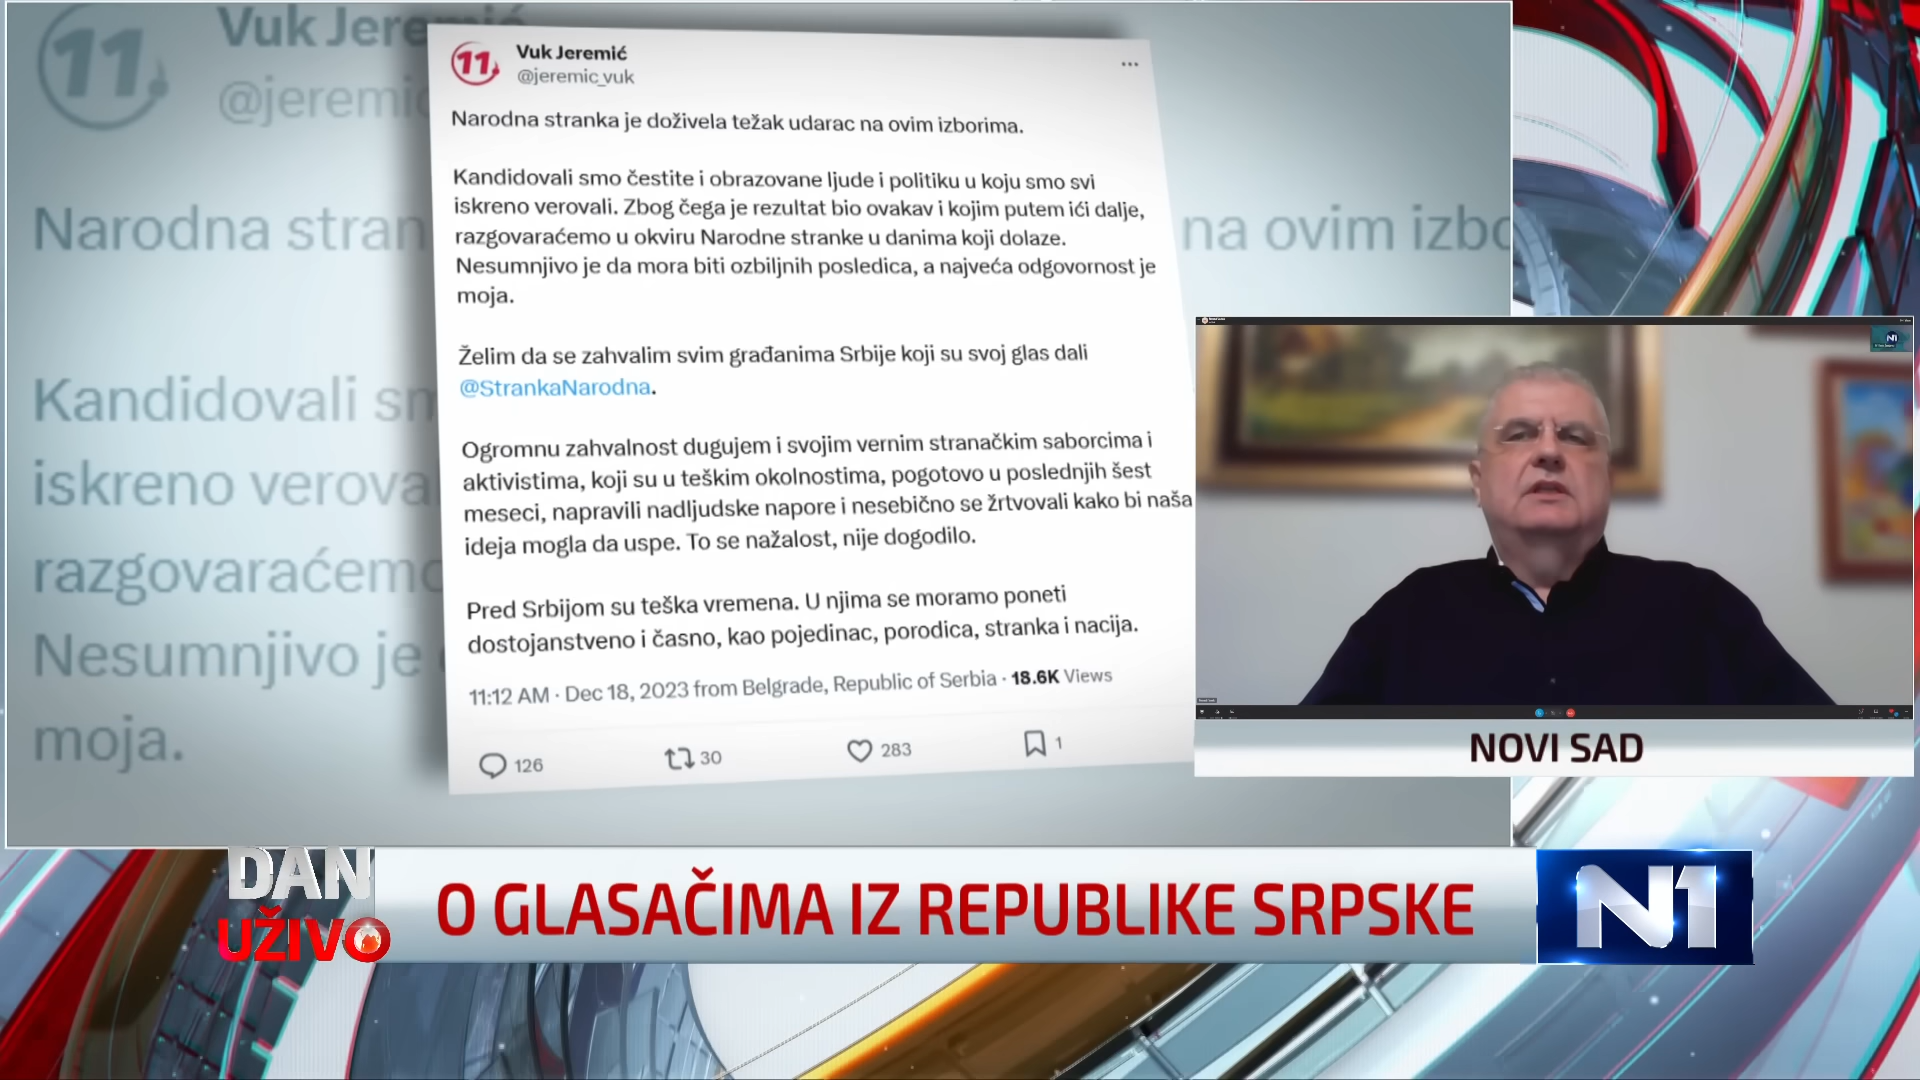 Vuk Jeremić
@jeremic
Narodna stran
na ovim izbo
Kandidovali sm
iskreno verova
razgovaraćemo
Nesumnjivo je
moja.
11.
Vuk Jeremić
@jeremic_vuk
Narodna stranka je doživela težak udarac na ovim izborima.
Kandidovali smo čestite i obrazovane ljude i politiku u koju smo svi
iskreno verovali. Zbog čega je rezultat bio ovakav i kojim putem ići dalje,
razgovaraćemo u okviru Narodne stranke u danima koji dolaze.
Nesumnjivo je da mora biti ozbiljnih posledica, a najveća odgovornost je
moja.
Želim da se zahvalim svim građanima Srbije koji su svoj glas dali
@StrankaNarodna.
Ogromnu zahvalnost dugujem i svojim vernim stranačkim saborcima i
aktivistima, koji su u teškim okolnostima, pogotovo u poslednjih šest
meseci, napravili nadljudske napore i nesebično se žrtvovali kako bi naša
ideja mogla da uspe. To se nažalost, nije dogodilo.
Pred Srbijom su teška vremena. U njima se moramo poneti
dostojanstveno i časno, kao pojedinac, porodica, stranka i nacija.
11:12 AM · Dec 18, 2023 from Belgrade, Republic of Serbia · 18.6K Views
126 30 283 1
N1
NOVI SAD
DAN
UŽIVO
O GLASAČIMA IZ REPUBLIKE SRPSKE
N1